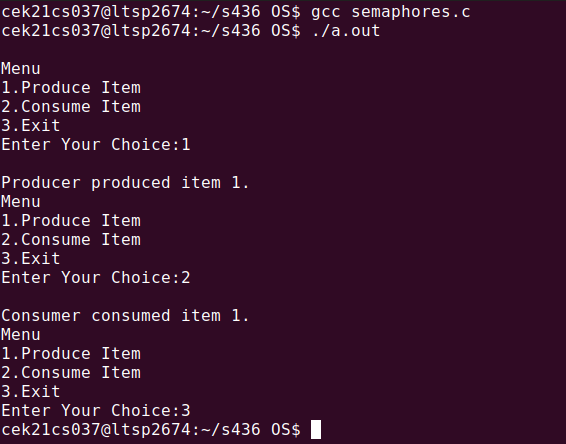 cek21cs037@ltsp2674:~/s436 OS$ gcc semaphores.c
cek21cs037@ltsp2674:~/s436 OS$ ./a.out

Menu
1.Produce Item
2.Consume Item
3.Exit
Enter Your Choice:1

Producer produced item 1.
Menu
1.Produce Item
2.Consume Item
3.Exit
Enter Your Choice:2

Consumer consumed item 1.
Menu
1.Produce Item
2.Consume Item
3.Exit
Enter Your Choice:3
cek21cs037@ltsp2674:~/s436 OS$